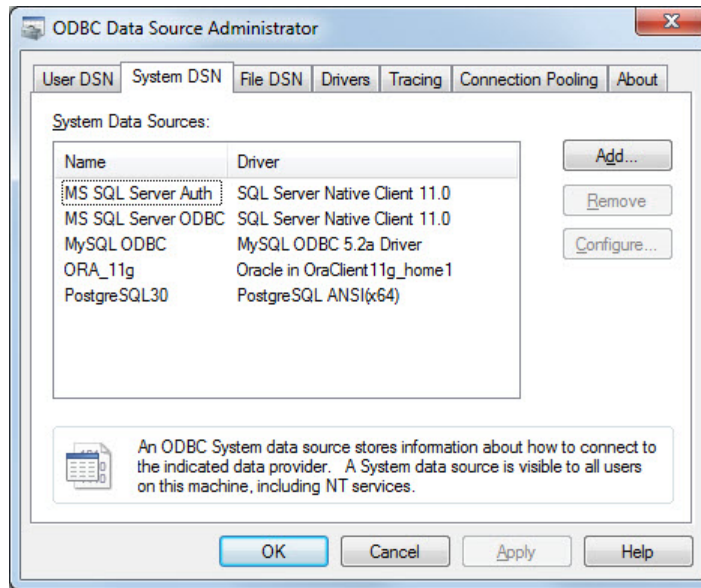 ODBC Data Source Administrator
X
User DSN System DSN File DSN Drivers Tracing Connection Pooling About
System Data Sources:
Name Driver
MS SQL Server Auth SQL Server Native Client 11.0
MS SQL Server ODBC SQL Server Native Client 11.0
MySQL ODBC MySQL ODBC 5.2a Driver
ORA_11g Oracle in OraClient11g_home1
PostgreSQL30 PostgreSQL ANSI(x64)
Add...
Remove
Configure...
An ODBC System data source stores information about how to connect to
the indicated data provider. A System data source is visible to all users
on this machine, including NT services.
OK Cancel Apply Help